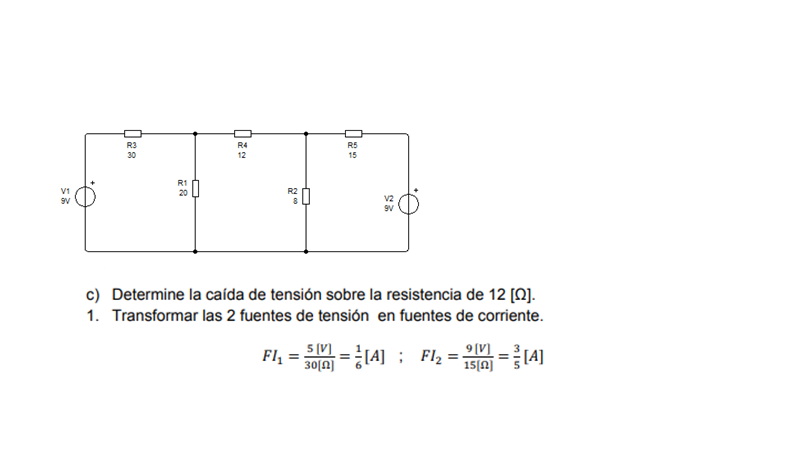 R3
30
R4
12
R5
15
R1
20
R2
8
V1
9V
+
V2
9V
+
c) Determine la caída de tensión sobre la resistencia de 12 [Ω].
1. Transformar las 2 fuentes de tensión en fuentes de corriente.
FI₁ = 5 [V] / 30[Ω] = 1/6 [A] ; FI₂ = 9 [V] / 15[Ω] = 3/5 [A]